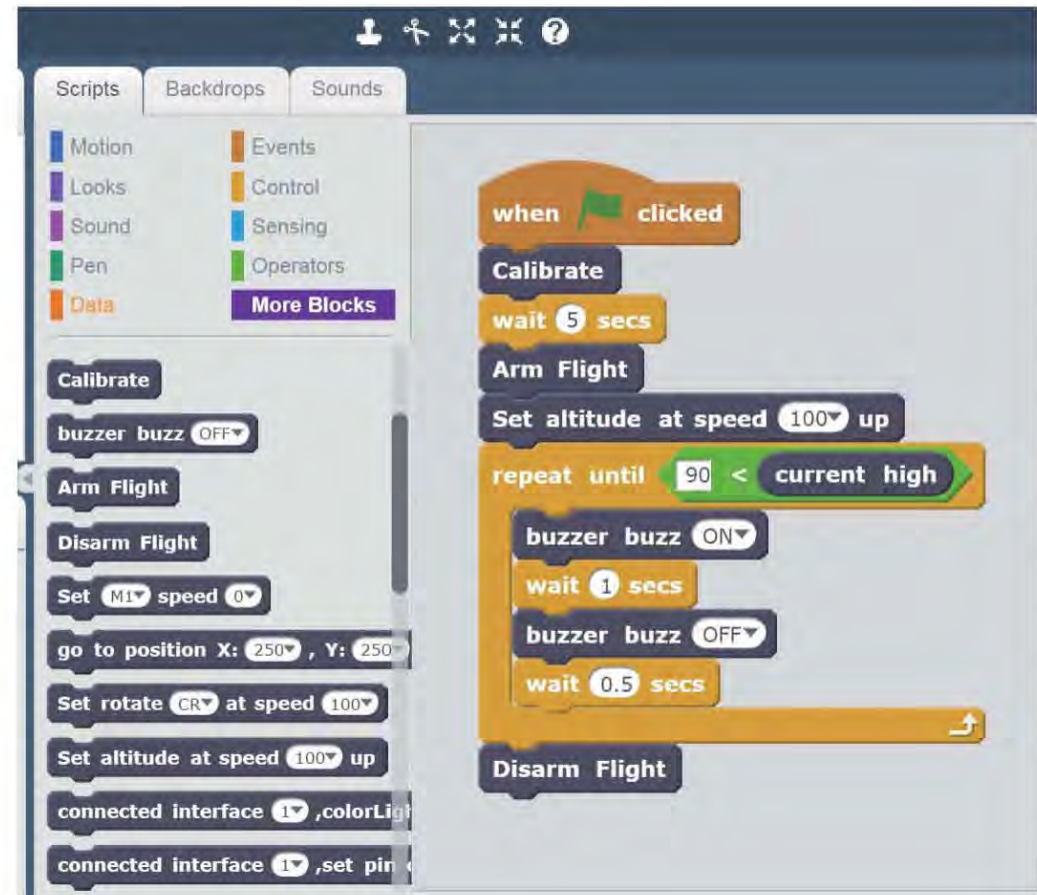 Scripts Backdrops Sounds
Motion Events
Looks Control
Sound Sensing
Pen Operators
Data More Blocks
Calibrate
buzzer buzz OFF
Arm Flight
Disarm Flight
Set M1 speed 0
go to position X: 250 , Y: 250
Set rotate CR at speed 100
Set altitude at speed 100 up
connected interface 1 ,colorLigh
connected interface 1 ,set pin
when clicked
Calibrate
wait 5 secs
Arm Flight
Set altitude at speed 100 up
repeat until 90 < current high
buzzer buzz ON
wait 1 secs
buzzer buzz OFF
wait 0.5 secs
Disarm Flight